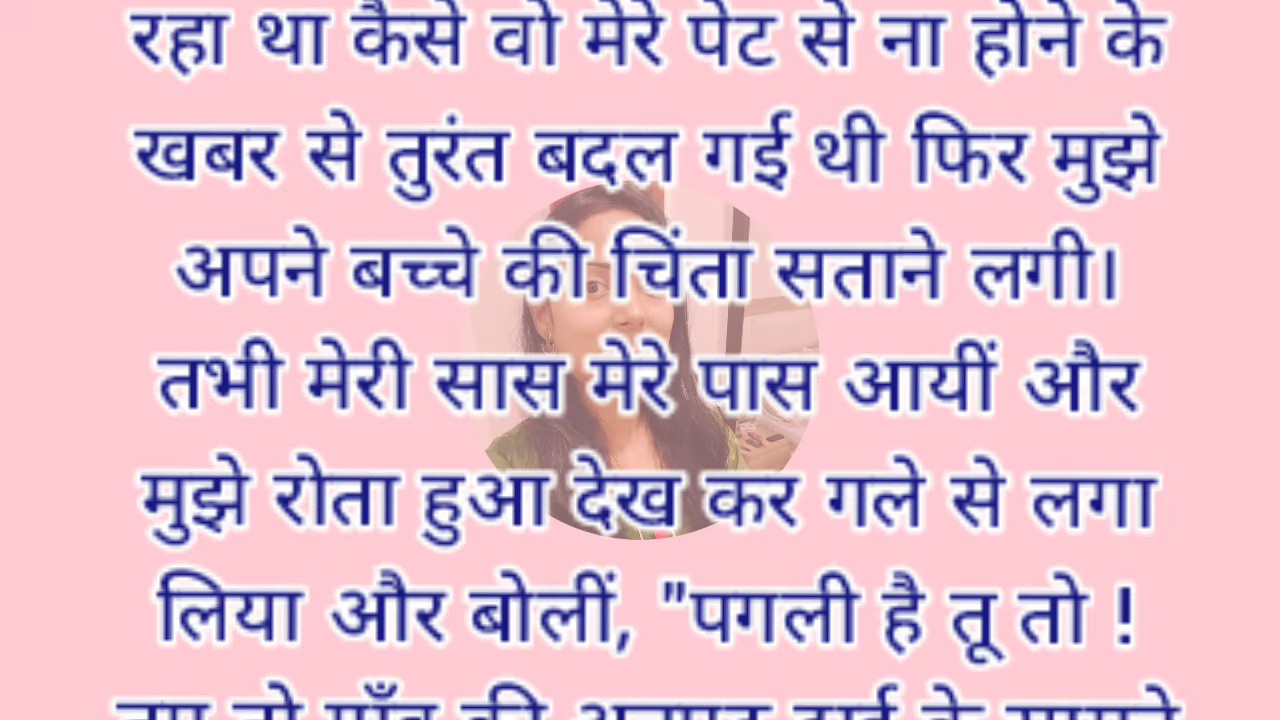 रहा था कैसे वो मेरे पेट से ना होने के
खबर से तुरंत बदल गई थी फिर मुझे
अपने बच्चे की चिंता सताने लगी।
तभी मेरी सास मेरे पास आयीं और
मुझे रोता हुआ देख कर गले से लगा
लिया और बोलीं, "पगली है तू तो !